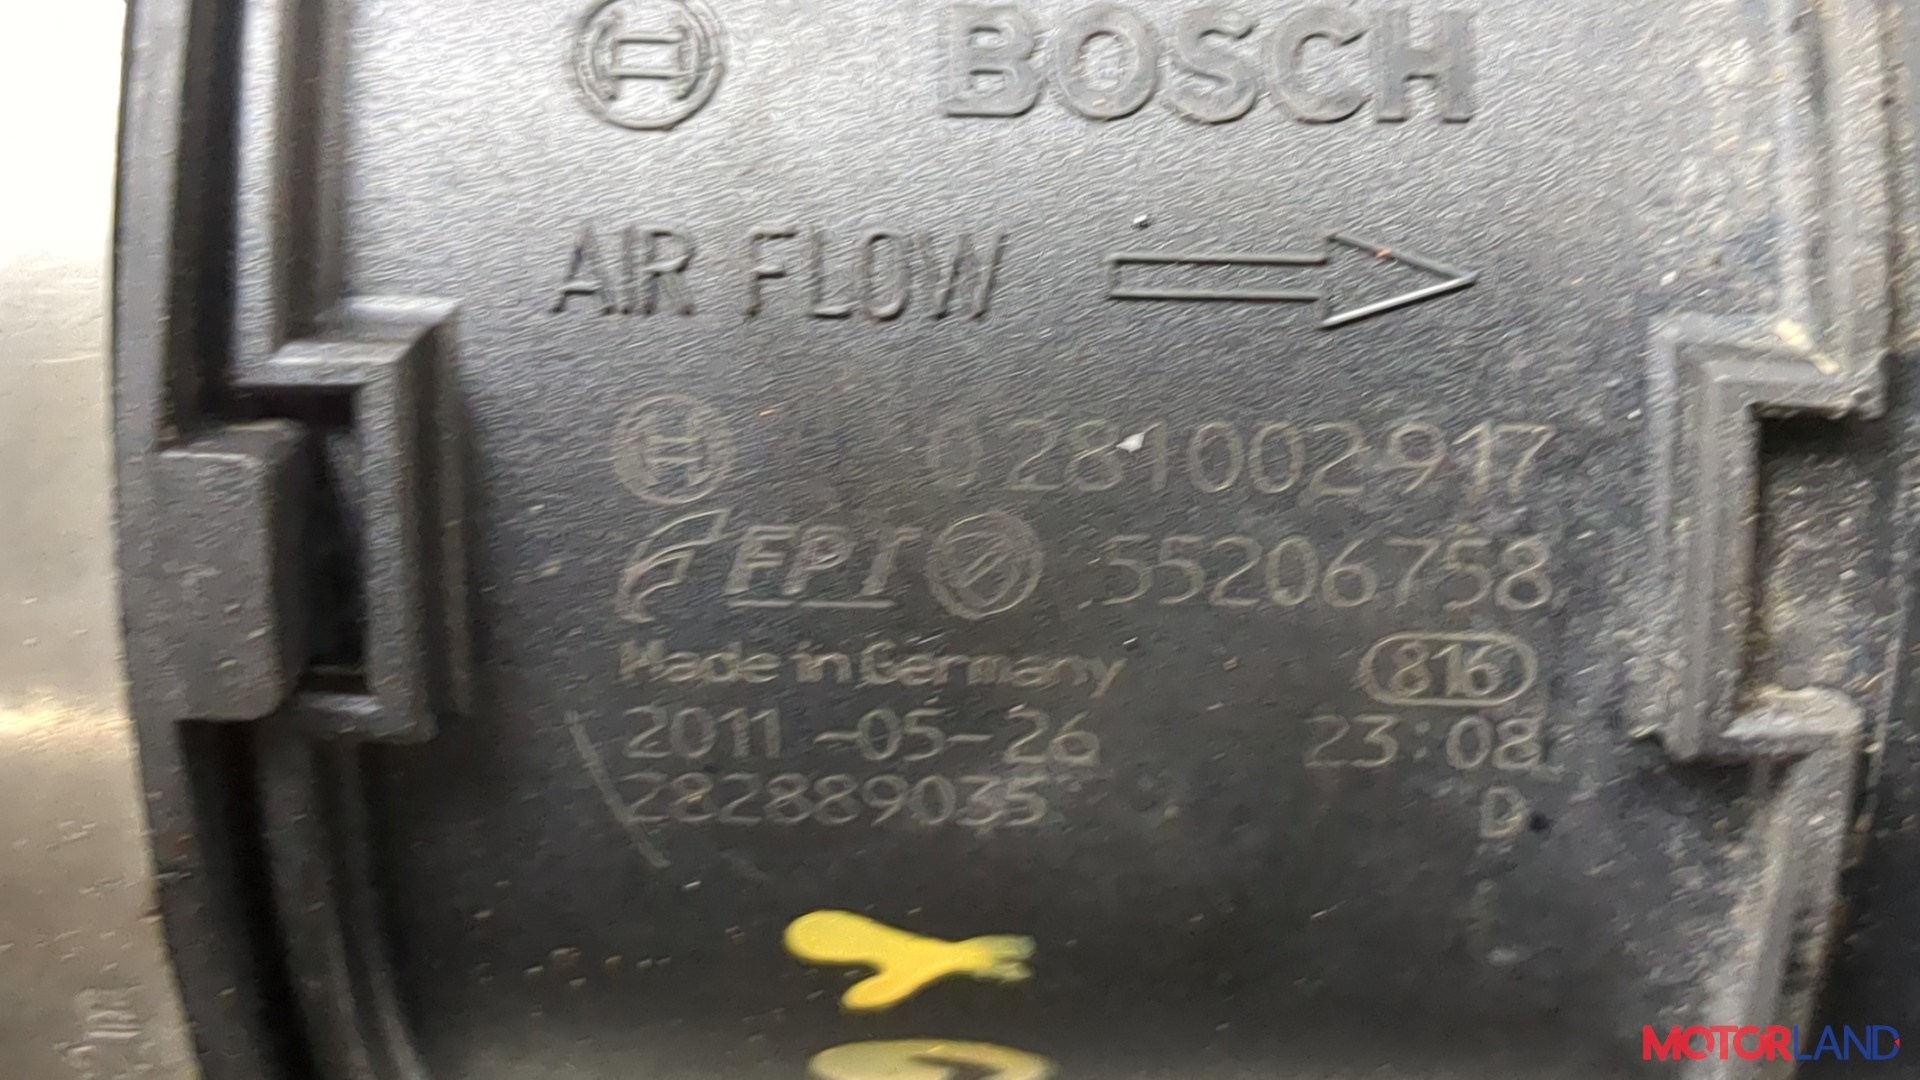 BOSCH
AIR FLOW
0281002917
FPT 55206758
Made in Germany 816
2011-05-26 23:08
282889035 D
MOTORLAND